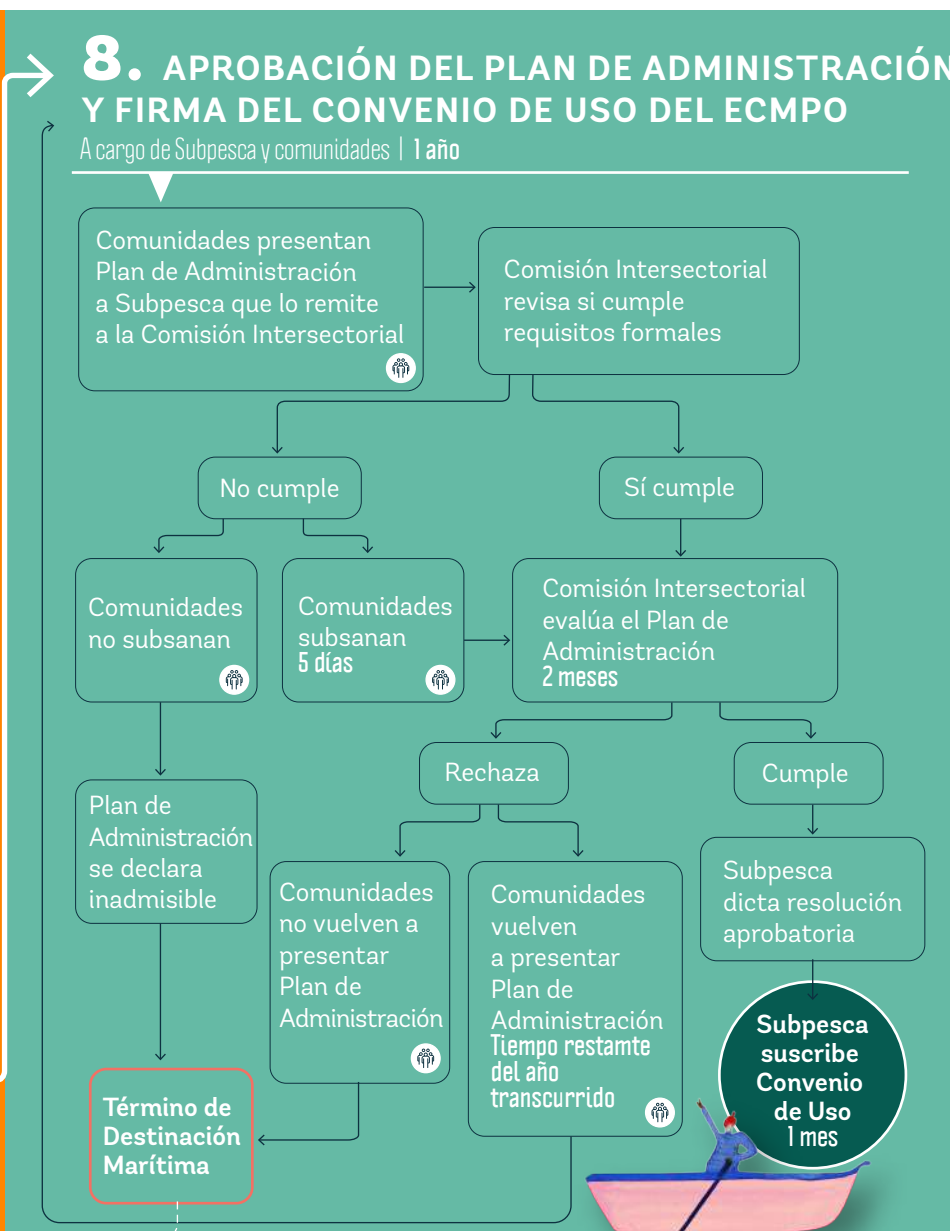 8. APROBACIÓN DEL PLAN DE ADMINISTRACIÓN
Y FIRMA DEL CONVENIO DE USO DEL ECMPO
A cargo de Subpesca y comunidades | 1 año
Comunidades presentan
Plan de Administración
a Subpesca que lo remite
a la Comisión Intersectorial
Comisión Intersectorial
revisa si cumple
requisitos formales
No cumple
Sí cumple
Comunidades
no subsanan
Comunidades
subsanan
5 días
Comisión Intersectorial
evalúa el Plan de
Administración
2 meses
Rechaza
Cumple
Plan de
Administración
se declara
inadmisible
Comunidades
no vuelven a
presentar
Plan de
Administración
Comunidades
vuelven
a presentar
Plan de
Administración
Tiempo restamte
del año
transcurrido
Subpesca
dicta resolución
aprobatoria
Término de
Destinación
Marítima
Subpesca
suscribe
Convenio
de Uso
1 mes